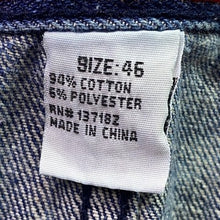 SIZE:46
94% COTTON
6% POLYESTER
RN# 137182
MADE IN CHINA